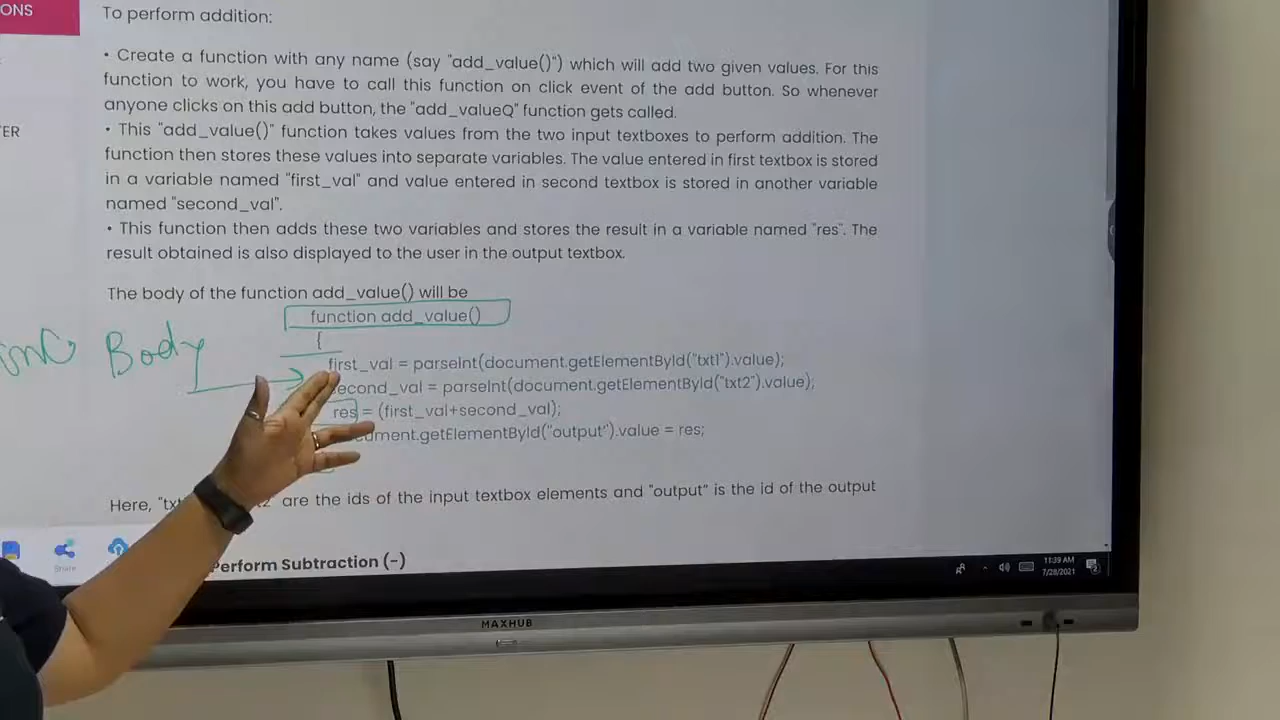 ONS
To perform addition:
• Create a function with any name (say "add_value()") which will add two given values. For this
function to work, you have to call this function on click event of the add button. So whenever
anyone clicks on this add button, the "add_valueQ" function gets called.
TER
• This "add_value()" function takes values from the two input textboxes to perform addition. The
function then stores these values into separate variables. The value entered in first textbox is stored
in a variable named "first_val" and value entered in second textbox is stored in another variable
named "second_val".
• This function then adds these two variables and stores the result in a variable named "res". The
result obtained is also displayed to the user in the output textbox.
The body of the function add_value() will be
function add_value()
{
Body
first_val = parseInt(document.getElementById("txt1").value);
second_val = parseInt(document.getElementById("txt2").value);
res = (first_val+second_val);
cument.getElementById("output").value = res;
Here, "tx are the ids of the input textbox elements and "output" is the id of the output
Share
Perform Subtraction (-)
11:39 AM
7/28/2021
MAXHUB